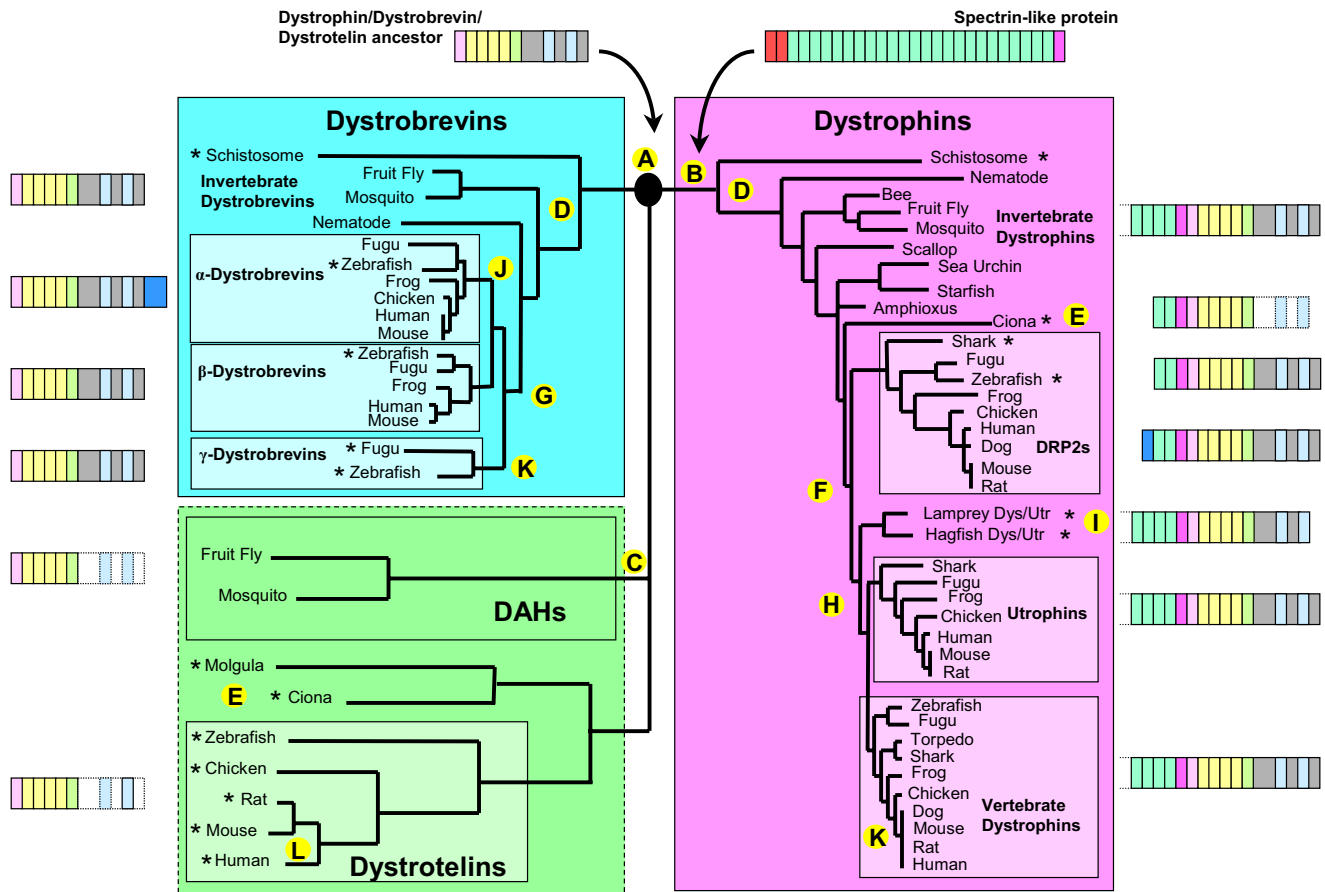 Dystrophin/Dystrobrevin/
Dystrotelin ancestor
Spectrin-like protein
Dystrobrevins
* Schistosome
Fruit Fly
Invertebrate
Dystrobrevins
Mosquito
Nematode
Fugu
α-Dystrobrevins
* Zebrafish
Frog
Chicken
Human
Mouse
* Zebrafish
β-Dystrobrevins
Fugu
Frog
Human
Mouse
γ-Dystrobrevins
* Fugu
* Zebrafish
A
B
C
D
J
G
K
Fruit Fly
Mosquito
DAHs
* Molgula
E
* Ciona
* Zebrafish
* Chicken
* Rat
* Mouse
L
* Human
Dystrotelins
Dystrophins
D
Schistosome *
Nematode
Bee
Fruit Fly
Mosquito
Invertebrate
Dystrophins
Scallop
Sea Urchin
Starfish
Amphioxus
Ciona *
E
Shark *
Fugu
Zebrafish *
Frog
Chicken
Human
Dog
DRP2s
Mouse
Rat
F
Lamprey Dys/Utr *
I
Hagfish Dys/Utr *
H
Shark
Fugu
Frog
Chicken
Utrophins
Human
Mouse
Rat
Zebrafish
Fugu
Torpedo
Shark
Frog
Chicken
Dog
Vertebrate
Dystrophins
Mouse
K
Rat
Human